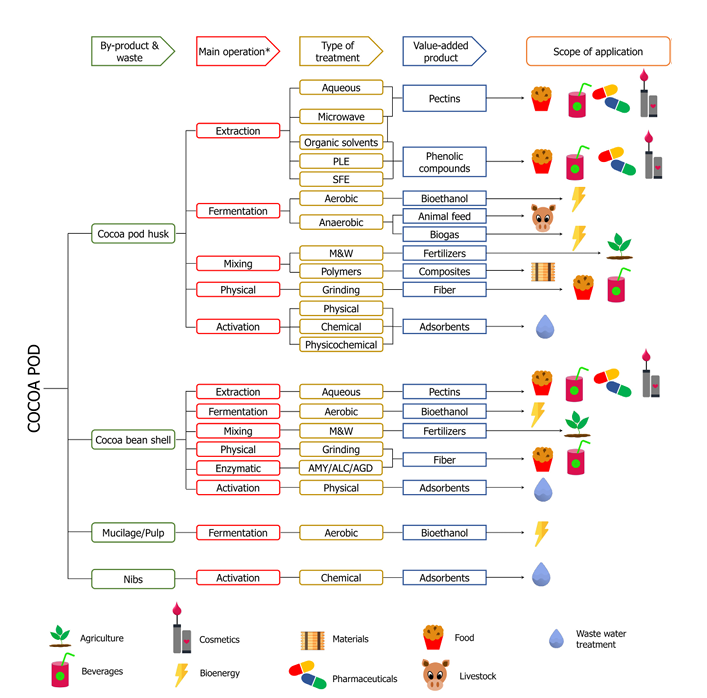 By-product &
waste
Main operation*
Type of
treatment
Value-added
product
Scope of application
COCOA POD
Cocoa pod husk
Extraction
Aqueous
Microwave
Organic solvents
PLE
SFE
Pectins
Phenolic
compounds
Fermentation
Aerobic
Anaerobic
Bioethanol
Animal feed
Biogas
Mixing
M&W
Polymers
Fertilizers
Composites
Physical
Grinding
Fiber
Activation
Physical
Chemical
Physicochemical
Adsorbents
Cocoa bean shell
Extraction
Aqueous
Pectins
Fermentation
Aerobic
Bioethanol
Mixing
M&W
Fertilizers
Physical
Grinding
Enzymatic
AMY/ALC/AGD
Fiber
Activation
Physical
Adsorbents
Mucilage/Pulp
Fermentation
Aerobic
Bioethanol
Nibs
Activation
Chemical
Adsorbents
Agriculture
Cosmetics
Materials
Food
Waste water
treatment
Beverages
Bioenergy
Pharmaceuticals
Livestock